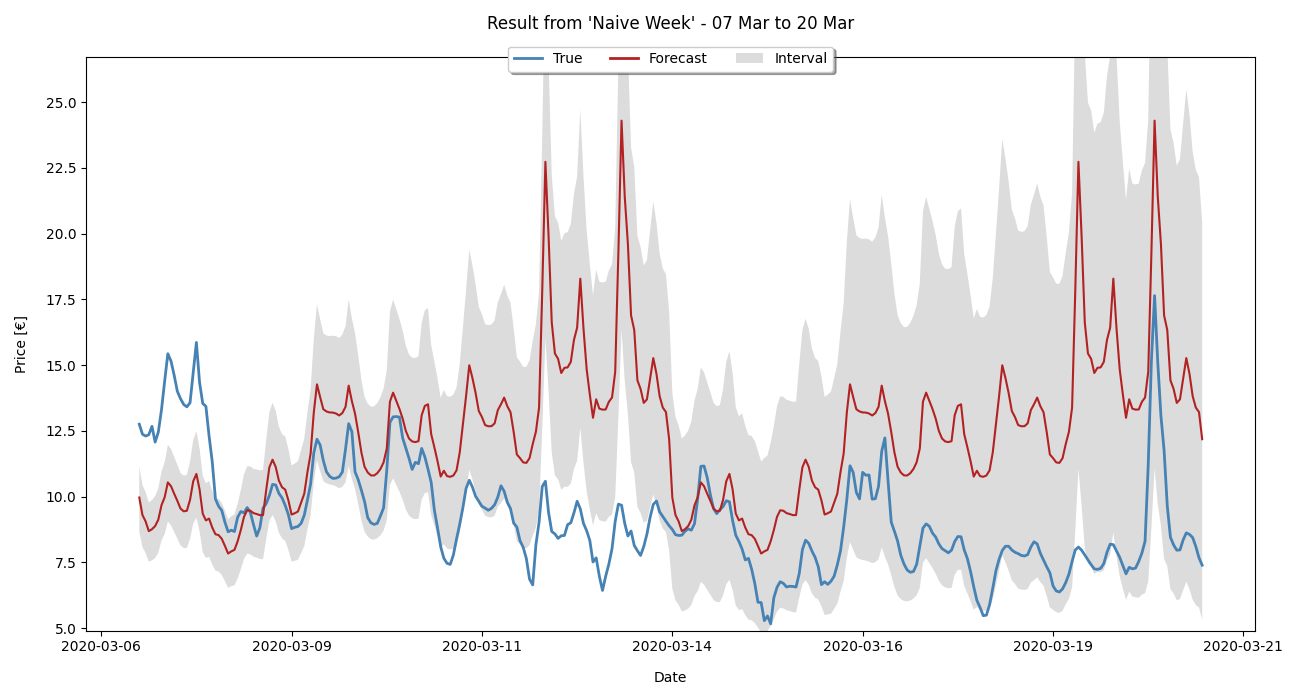 Result from 'Naive Week' - 07 Mar to 20 Mar
True Forecast Interval
25.0
22.5
20.0
17.5
15.0
12.5
10.0
7.5
5.0
Price [€]
2020-03-06 2020-03-09 2020-03-11 2020-03-14 2020-03-16 2020-03-19 2020-03-21
Date